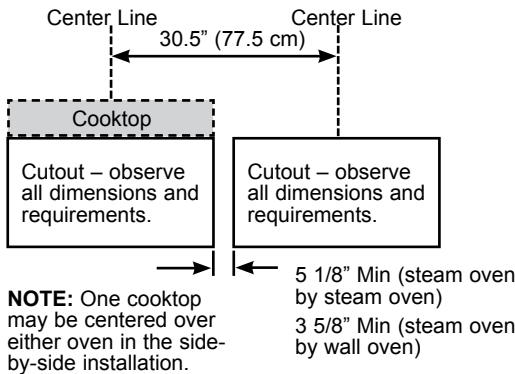 Center Line
Center Line
30.5” (77.5 cm)
Cooktop
Cutout – observe
all dimensions and
requirements.
Cutout – observe
all dimensions and
requirements.
NOTE: One cooktop
may be centered over
either oven in the side-
by-side installation.
5 1/8” Min (steam oven
by steam oven)
3 5/8” Min (steam oven
by wall oven)